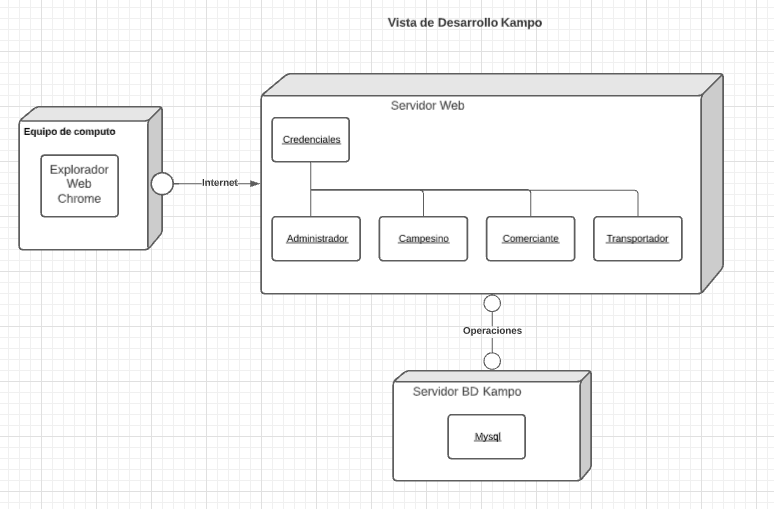 Vista de Desarrollo Kampo
Servidor Web
Equipo de computo
Explorador
Web
Chrome
Internet
Credenciales
Administrador
Campesino
Comerciante
Transportador
Operaciones
Servidor BD Kampo
Mysql